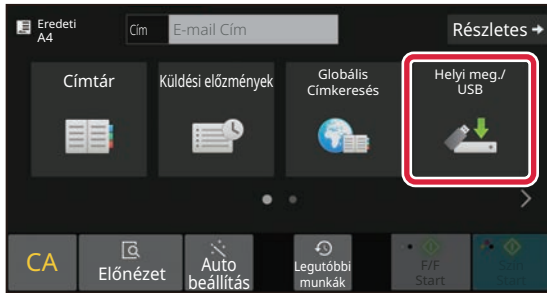 Eredeti
A4
Cím
E-mail Cím
Részletes
Címtár
Küldési előzmények
Globális
Címkeresés
Helyi meg./
USB
CA
Előnézet
Auto
beállítás
Legutóbbi
munkák
F/F
Start
Szín
Start